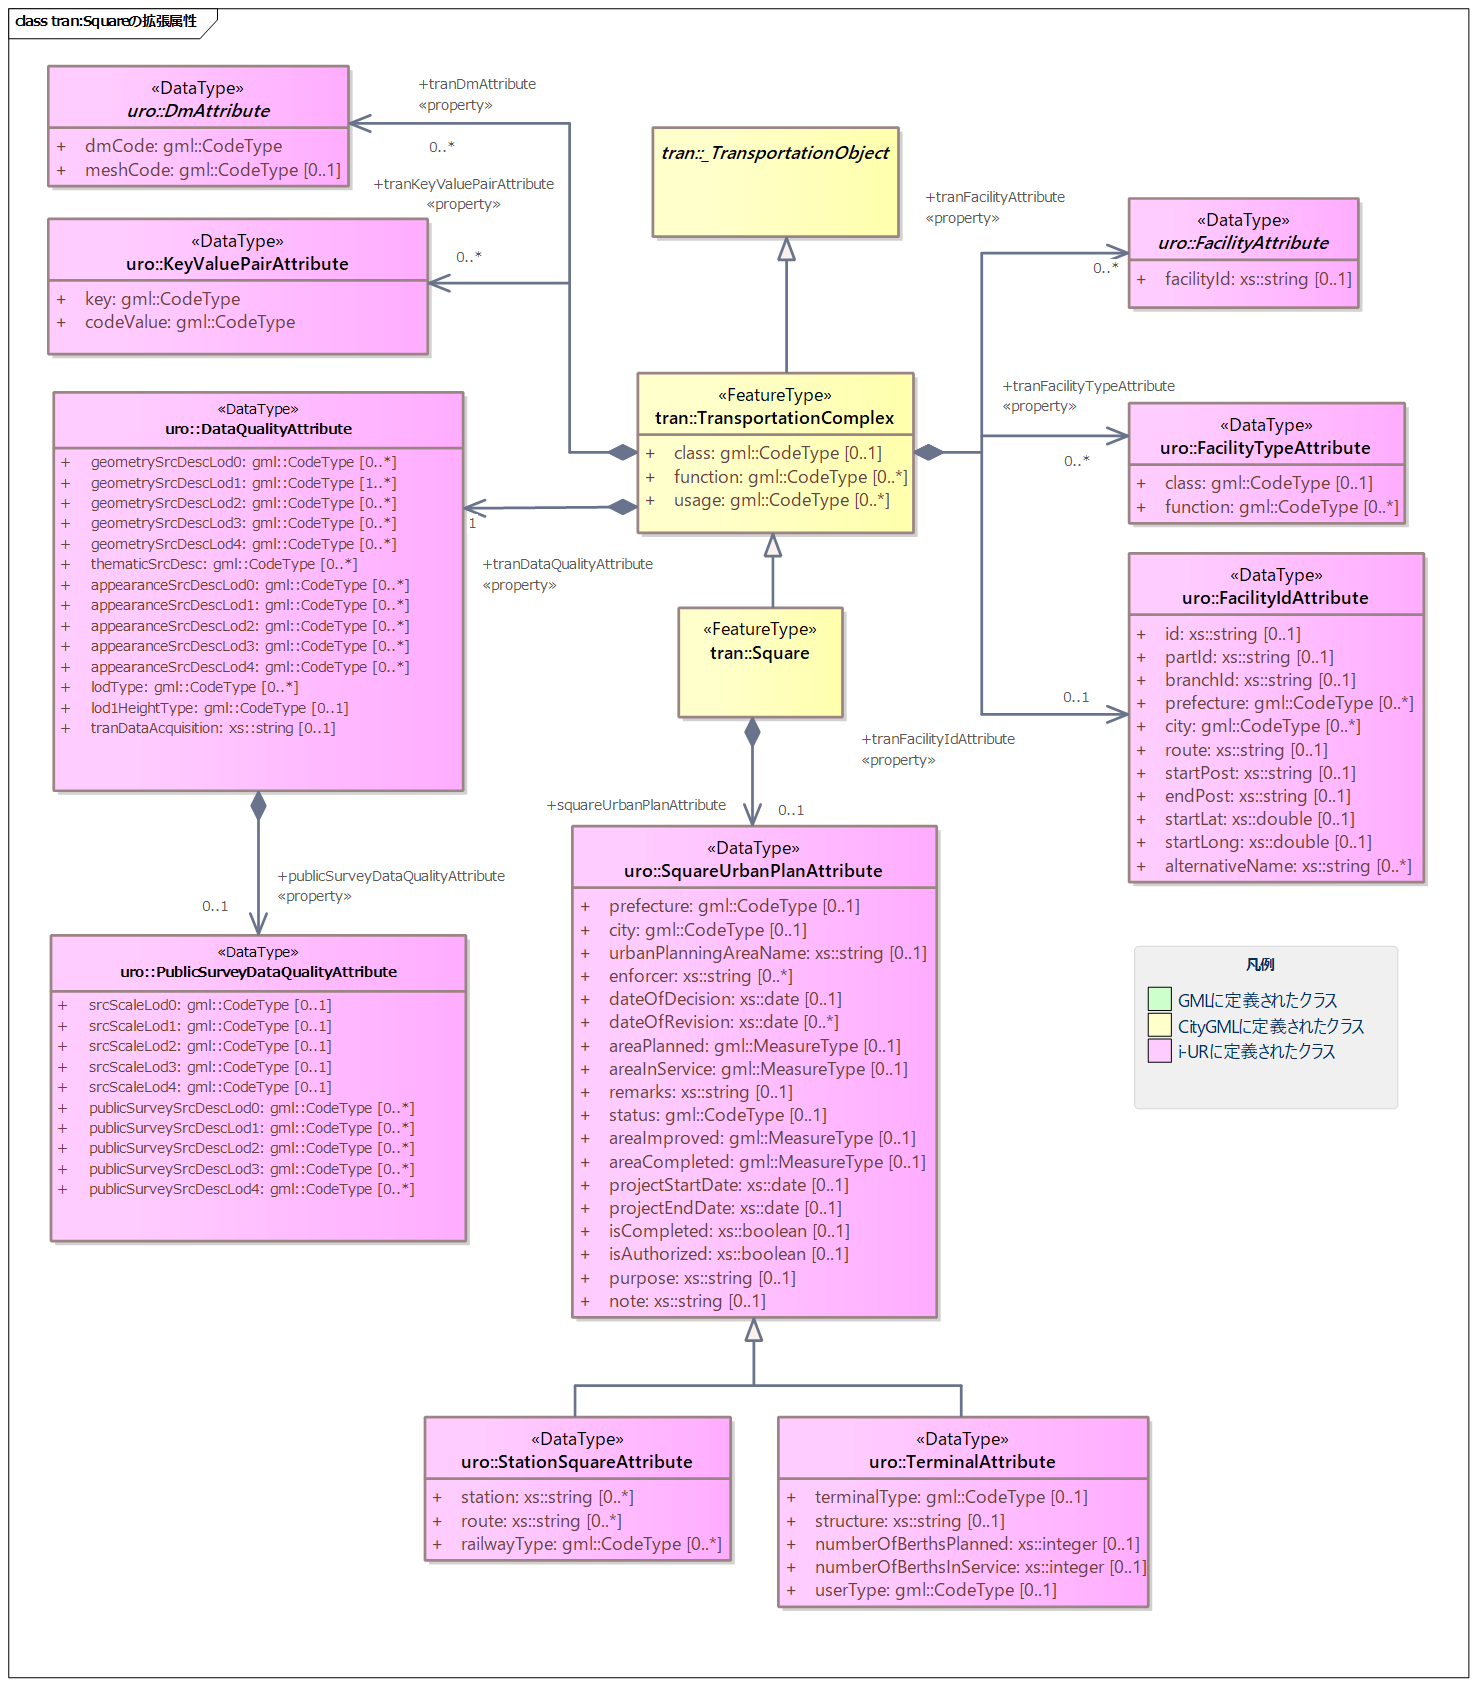 class tran:Squareの拡張属性
«DataType»
uro::DmAttribute
+ dmCode: gml::CodeType
+ meshCode: gml::CodeType [0..1]
+tranDmAttribute
«property»
0..*
+tranKeyValuePairAttribute
«property»
0..*
«DataType»
uro::KeyValuePairAttribute
+ key: gml::CodeType
+ codeValue: gml::CodeType
tran::_TransportationObject
+tranFacilityAttribute
«property»
0..*
«DataType»
uro::FacilityAttribute
+ facilityId: xs::string [0..1]
«FeatureType»
tran::TransportationComplex
+ class: gml::CodeType [0..1]
+ function: gml::CodeType [0..*]
+ usage: gml::CodeType [0..*]
+tranFacilityTypeAttribute
«property»
0..*
«DataType»
uro::FacilityTypeAttribute
+ class: gml::CodeType [0..1]
+ function: gml::CodeType [0..*]
«DataType»
uro::DataQualityAttribute
+ geometrySrcDescLod0: gml::CodeType [0..*]
+ geometrySrcDescLod1: gml::CodeType [1..*]
+ geometrySrcDescLod2: gml::CodeType [0..*]
+ geometrySrcDescLod3: gml::CodeType [0..*]
+ geometrySrcDescLod4: gml::CodeType [0..*]
+ thematicSrcDesc: gml::CodeType [0..*]
+ appearanceSrcDescLod0: gml::CodeType [0..*]
+ appearanceSrcDescLod1: gml::CodeType [0..*]
+ appearanceSrcDescLod2: gml::CodeType [0..*]
+ appearanceSrcDescLod3: gml::CodeType [0..*]
+ appearanceSrcDescLod4: gml::CodeType [0..*]
+ lodType: gml::CodeType [0..*]
+ lod1HeightType: gml::CodeType [0..1]
+ tranDataAcquisition: xs::string [0..1]
1
+tranDataQualityAttribute
«property»
«FeatureType»
tran::Square
«DataType»
uro::FacilityIdAttribute
+ id: xs::string [0..1]
+ partId: xs::string [0..1]
+ branchId: xs::string [0..1]
+ prefecture: gml::CodeType [0..*]
+ city: gml::CodeType [0..*]
+ route: xs::string [0..1]
+ startPost: xs::string [0..1]
+ endPost: xs::string [0..1]
+ startLat: xs::double [0..1]
+ startLong: xs::double [0..1]
+ alternativeName: xs::string [0..*]
0..1
+tranFacilityIdAttribute
«property»
+squareUrbanPlanAttribute
0..1
+publicSurveyDataQualityAttribute
«property»
0..1
«DataType»
uro::PublicSurveyDataQualityAttribute
+ srcScaleLod0: gml::CodeType [0..1]
+ srcScaleLod1: gml::CodeType [0..1]
+ srcScaleLod2: gml::CodeType [0..1]
+ srcScaleLod3: gml::CodeType [0..1]
+ srcScaleLod4: gml::CodeType [0..1]
+ publicSurveySrcDescLod0: gml::CodeType [0..*]
+ publicSurveySrcDescLod1: gml::CodeType [0..*]
+ publicSurveySrcDescLod2: gml::CodeType [0..*]
+ publicSurveySrcDescLod3: gml::CodeType [0..*]
+ publicSurveySrcDescLod4: gml::CodeType [0..*]
«DataType»
uro::SquareUrbanPlanAttribute
+ prefecture: gml::CodeType [0..1]
+ city: gml::CodeType [0..1]
+ urbanPlanningAreaName: xs::string [0..1]
+ enforcer: xs::string [0..*]
+ dateOfDecision: xs::date [0..1]
+ dateOfRevision: xs::date [0..*]
+ areaPlanned: gml::MeasureType [0..1]
+ areaInService: gml::MeasureType [0..1]
+ remarks: xs::string [0..1]
+ status: gml::CodeType [0..1]
+ areaImproved: gml::MeasureType [0..1]
+ areaCompleted: gml::MeasureType [0..1]
+ projectStartDate: xs::date [0..1]
+ projectEndDate: xs::date [0..1]
+ isCompleted: xs::boolean [0..1]
+ isAuthorized: xs::boolean [0..1]
+ purpose: xs::string [0..1]
+ note: xs::string [0..1]
凡例
GMLに定義されたクラス
CityGMLに定義されたクラス
i-URに定義されたクラス
«DataType»
uro::StationSquareAttribute
+ station: xs::string [0..*]
+ route: xs::string [0..*]
+ railwayType: gml::CodeType [0..*]
«DataType»
uro::TerminalAttribute
+ terminalType: gml::CodeType [0..1]
+ structure: xs::string [0..1]
+ numberOfBerthsPlanned: xs::integer [0..1]
+ numberOfBerthsInService: xs::integer [0..1]
+ userType: gml::CodeType [0..1]